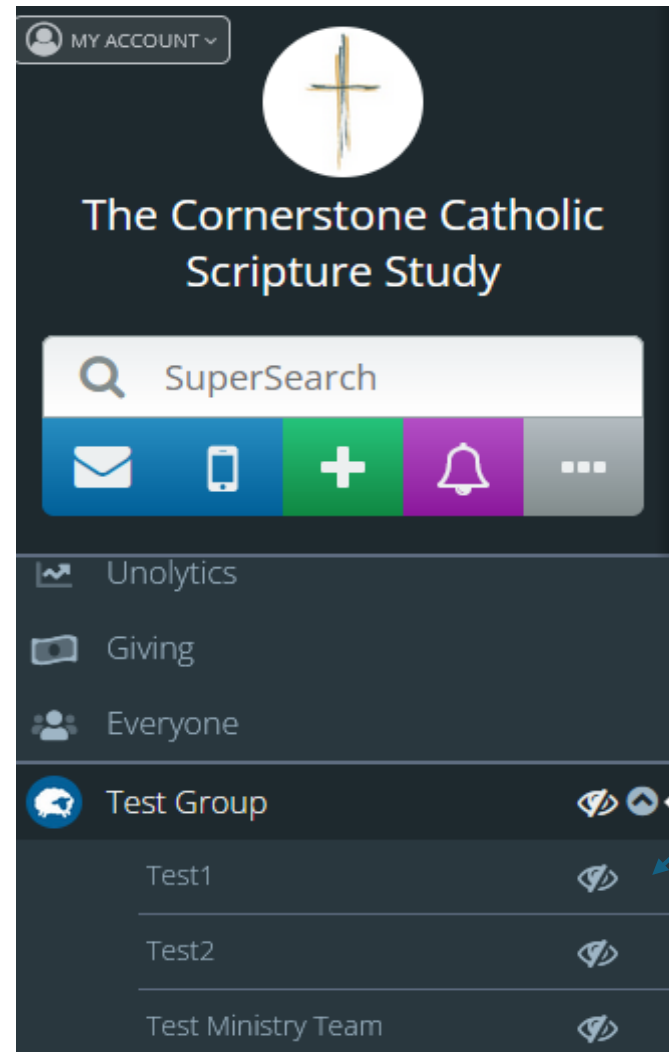 MY ACCOUNT
The Cornerstone Catholic
Scripture Study
SuperSearch
Unolytics
Giving
Everyone
Test Group
Test1
Test2
Test Ministry Team